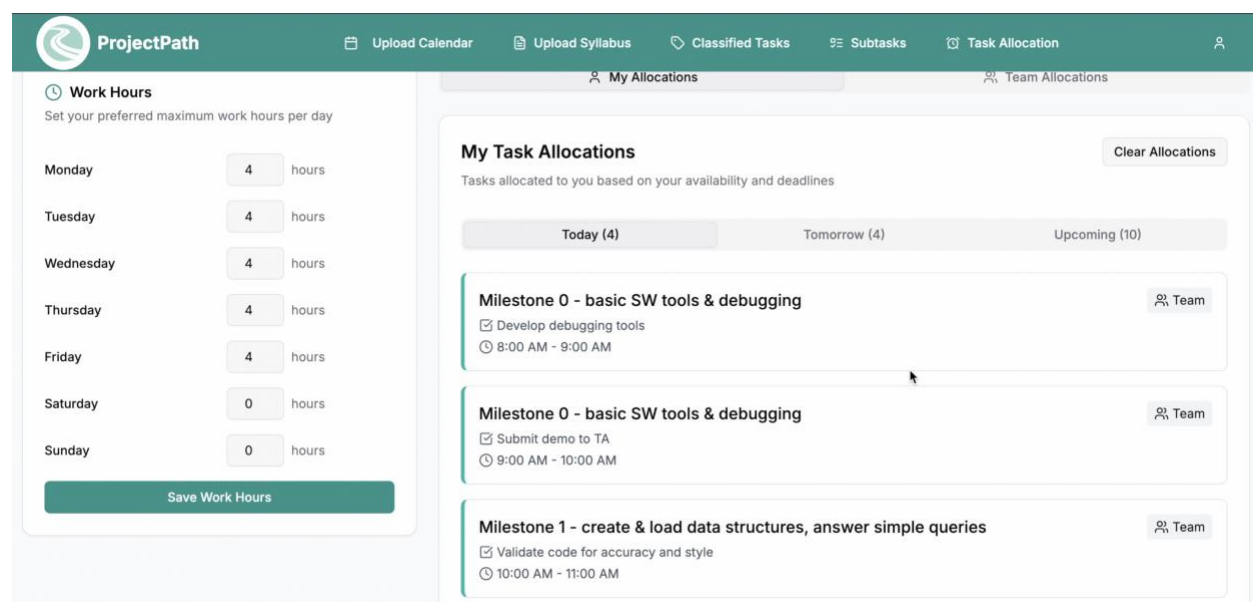 ProjectPath
Upload Calendar
Upload Syllabus
Classified Tasks
Subtasks
Task Allocation
Work Hours
Set your preferred maximum work hours per day
Monday 4 hours
Tuesday 4 hours
Wednesday 4 hours
Thursday 4 hours
Friday 4 hours
Saturday 0 hours
Sunday 0 hours
Save Work Hours
My Allocations
Team Allocations
My Task Allocations
Clear Allocations
Tasks allocated to you based on your availability and deadlines
Today (4)
Tomorrow (4)
Upcoming (10)
Milestone 0 - basic SW tools & debugging
Team
Develop debugging tools
8:00 AM - 9:00 AM
Milestone 0 - basic SW tools & debugging
Team
Submit demo to TA
9:00 AM - 10:00 AM
Milestone 1 - create & load data structures, answer simple queries
Team
Validate code for accuracy and style
10:00 AM - 11:00 AM